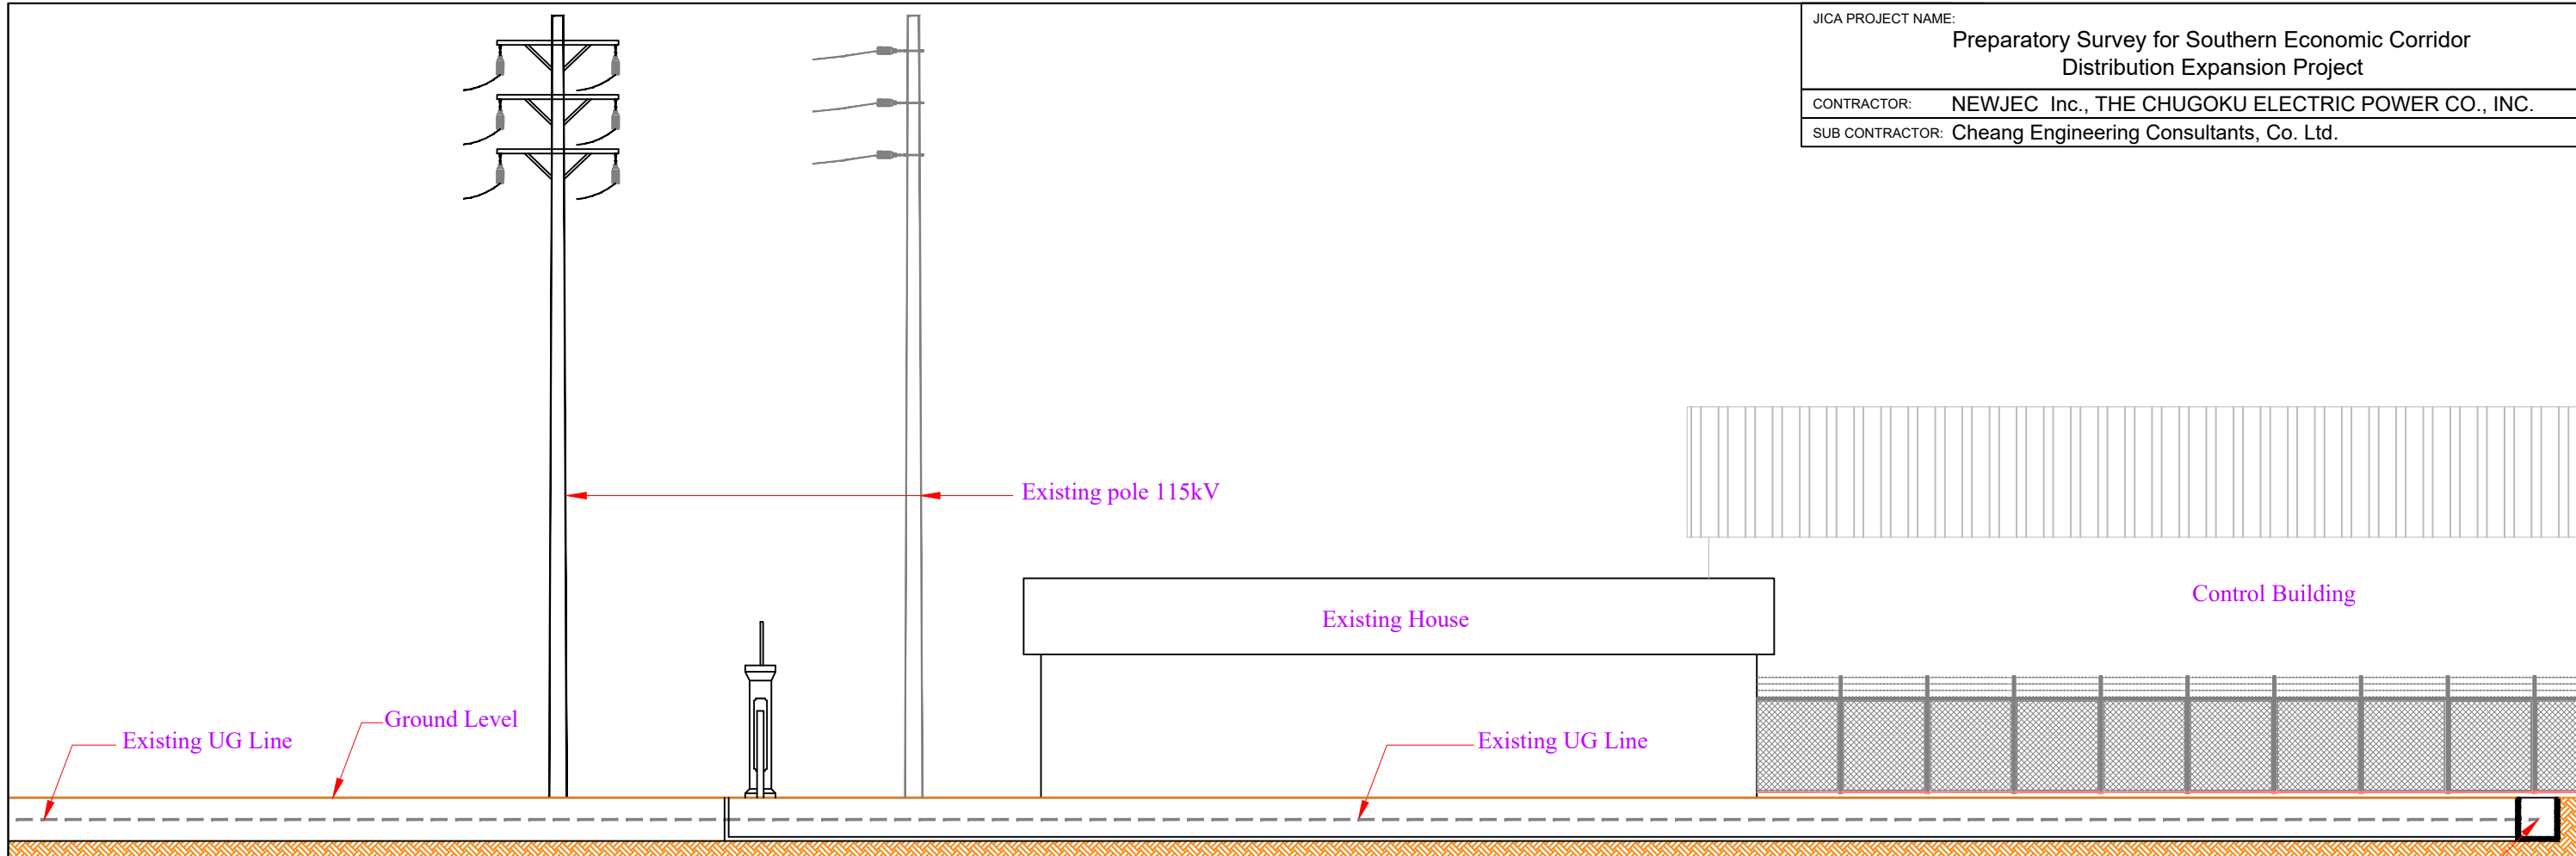 JICA PROJECT NAME:
Preparatory Survey for Southern Economic Corridor
Distribution Expansion Project
CONTRACTOR: NEWJEC Inc., THE CHUGOKU ELECTRIC POWER CO., INC.
SUB CONTRACTOR: Cheang Engineering Consultants, Co. Ltd.
Existing pole 115kV
Control Building
Existing House
Ground Level
Existing UG Line
Existing UG Line